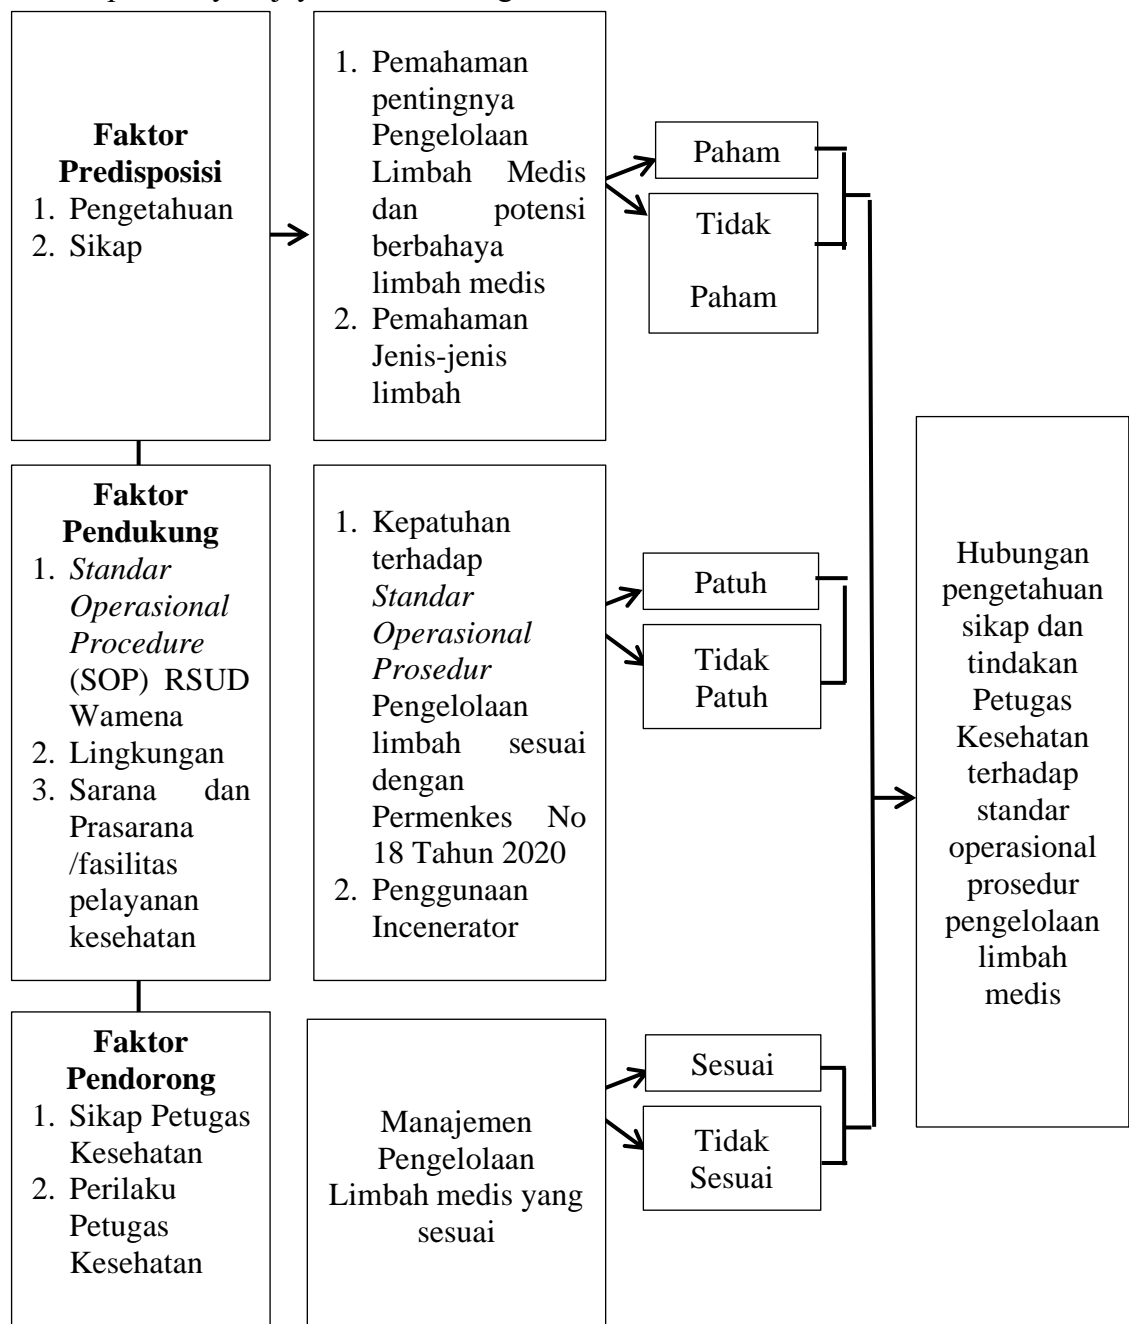 Faktor
Predisposisi
1. Pengetahuan
2. Sikap
1. Pemahaman
pentingnya
Pengelolaan
Limbah Medis
dan potensi
berbahaya
limbah medis
2. Pemahaman
Jenis-jenis
limbah
Paham
Tidak
Paham
Faktor
Pendukung
1. Standar
Operasional
Procedure
(SOP) RSUD
Wamena
2. Lingkungan
3. Sarana dan
Prasarana
/fasilitas
pelayanan
kesehatan
1. Kepatuhan
terhadap
Standar
Operasional
Prosedur
Pengelolaan
limbah sesuai
dengan
Permenkes No
18 Tahun 2020
2. Penggunaan
Incenerator
Patuh
Tidak
Patuh
Faktor
Pendorong
1. Sikap Petugas
Kesehatan
2. Perilaku
Petugas
Kesehatan
Manajemen
Pengelolaan
Limbah medis yang
sesuai
Sesuai
Tidak
Sesuai
Hubungan
pengetahuan
sikap dan
tindakan
Petugas
Kesehatan
terhadap
standar
operasional
prosedur
pengelolaan
limbah
medis